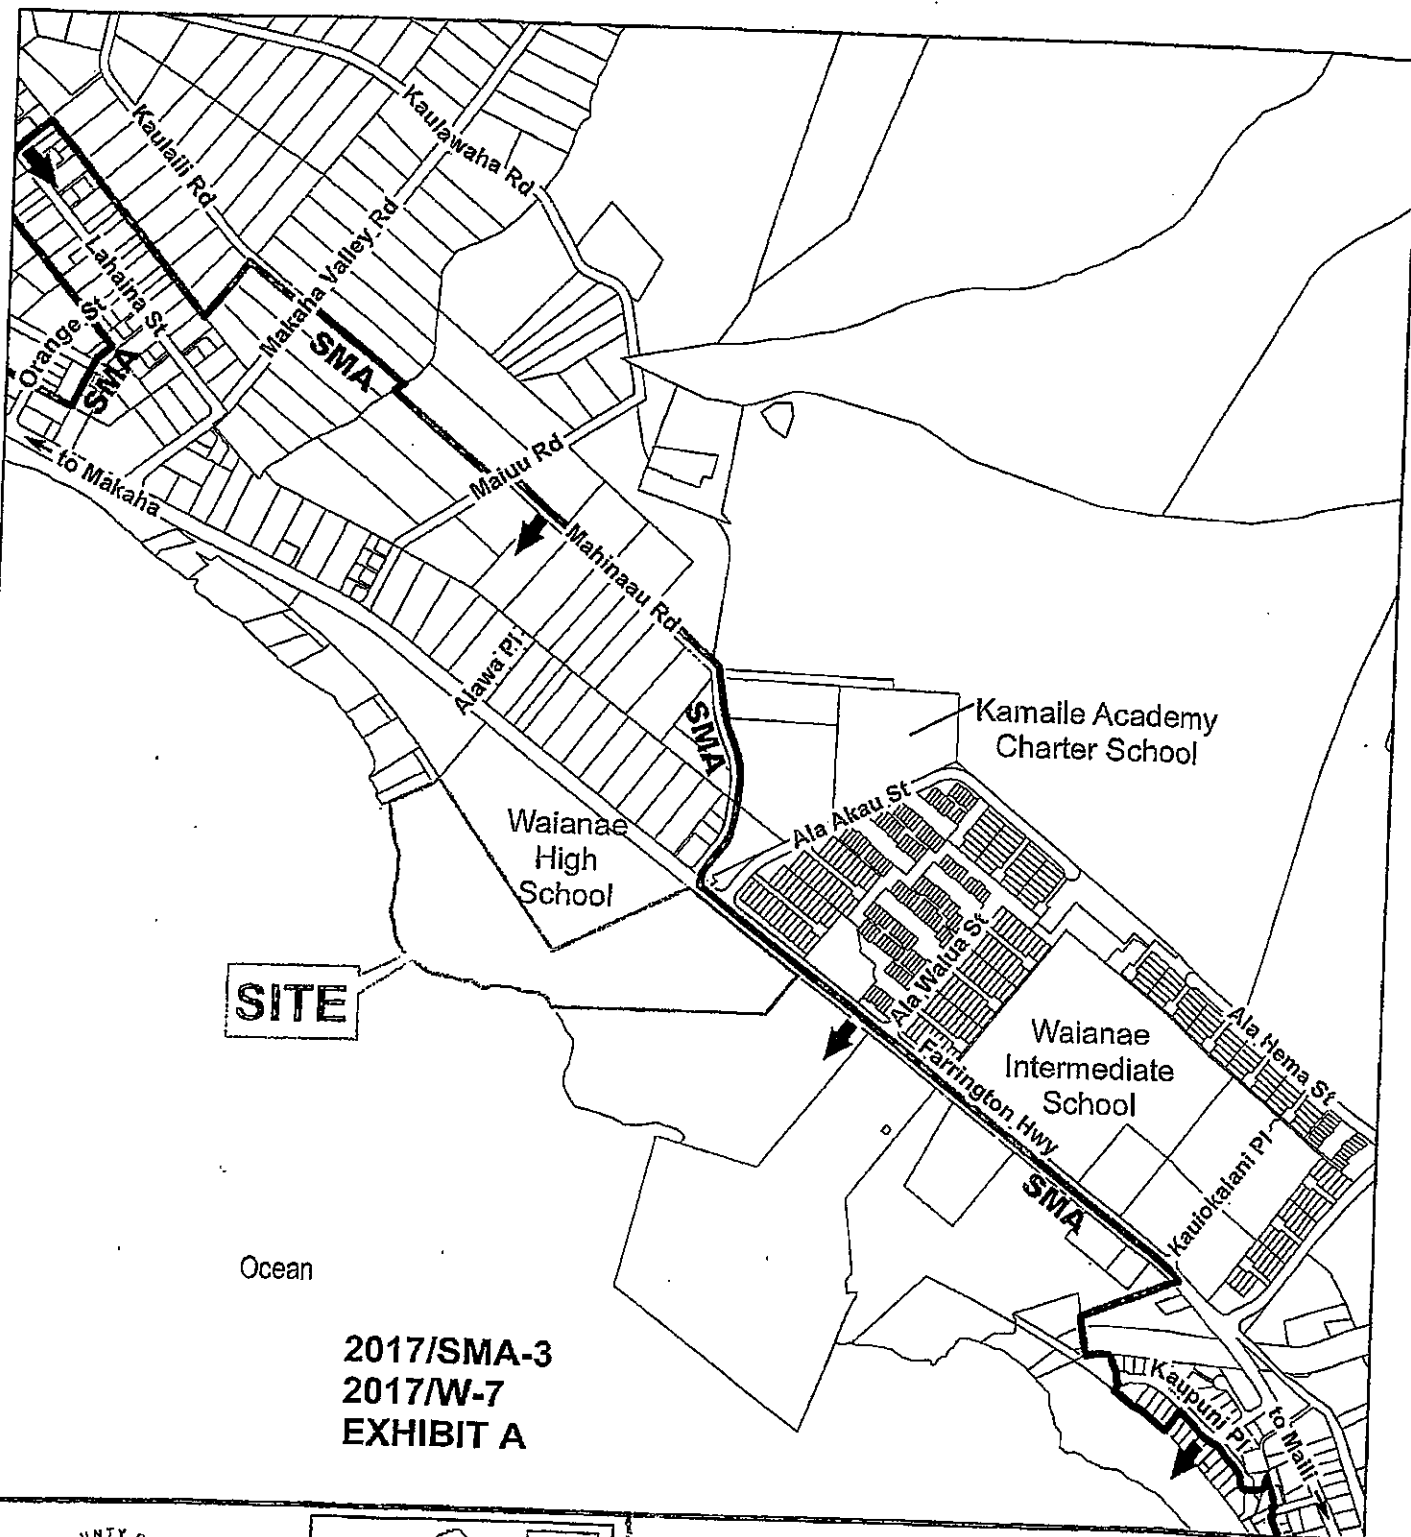 Kaulaili Rd
Kaulawaha Rd
Makaha Valley Rd
Lahaina St
Orange St
SMA
SMA
to Makaha
Maiuu Rd
Mahinaau Rd
Alawa Pl
SMA
Kamaile Academy
Charter School
Ala Akau St
Waianae
High
School
SITE
Ala Walua St
Waianae
Intermediate
School
Ala Hema St
Farrington Hwy
SMA
Kauiokalani Pl
Ocean
2017/SMA-3
2017/W-7
EXHIBIT A
Kaupuni Pl
to Maili